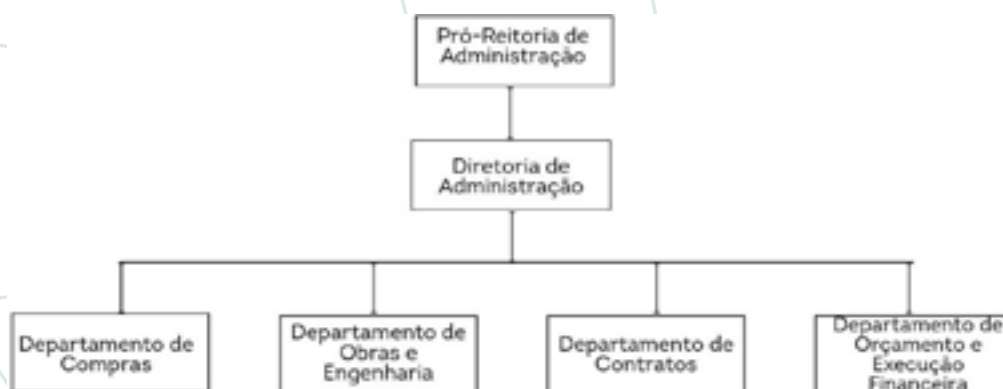 Pró-Reitoria de
Administração
Diretoria de
Administração
Departamento de
Compras
Departamento de
Obras e
Engenharia
Departamento de
Contratos
Departamento de
Orçamento e
Execução
Financeira